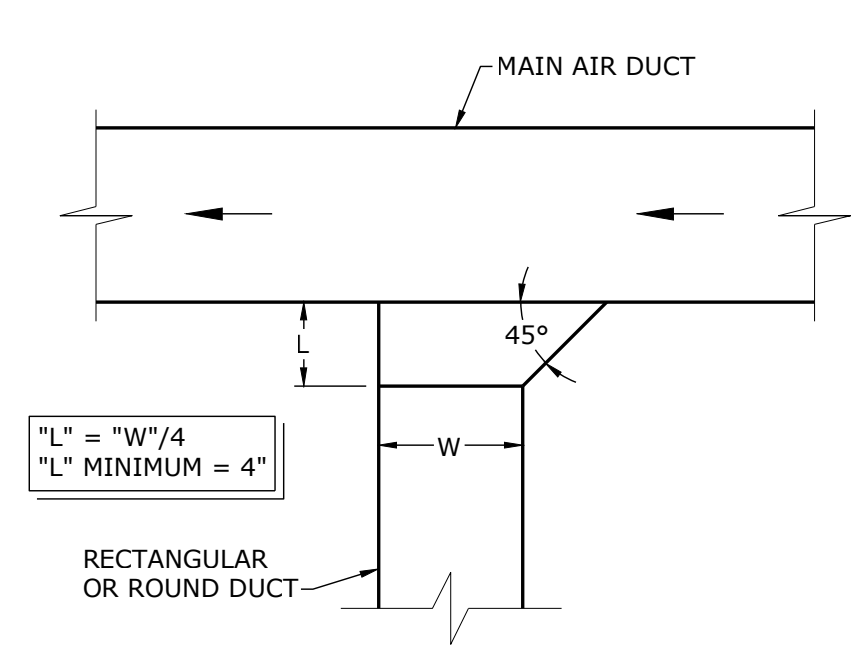 MAIN AIR DUCT
45°
L
"L" = "W"/4
"L" MINIMUM = 4"
W
RECTANGULAR
OR ROUND DUCT